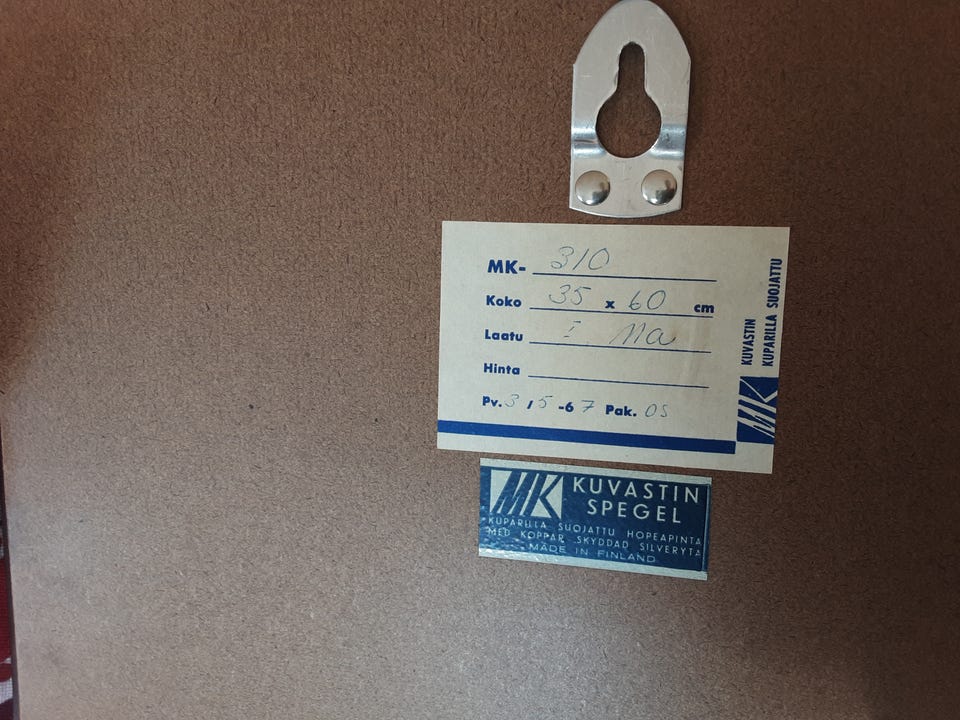 MK- 310
Koko 35 x 60 cm
Laatu I Ma
Hinta
Pv. 3 / 5 -67 Pak. OS
KUVASTIN
KUPARILLA SUOJATTU
MK
MK KUVASTIN
SPEGEL
KUPARILLA SUOJATTU HOPEAPINTA
MED KOPPAR SKYDDAD SILVERYTA
MADE IN FINLAND